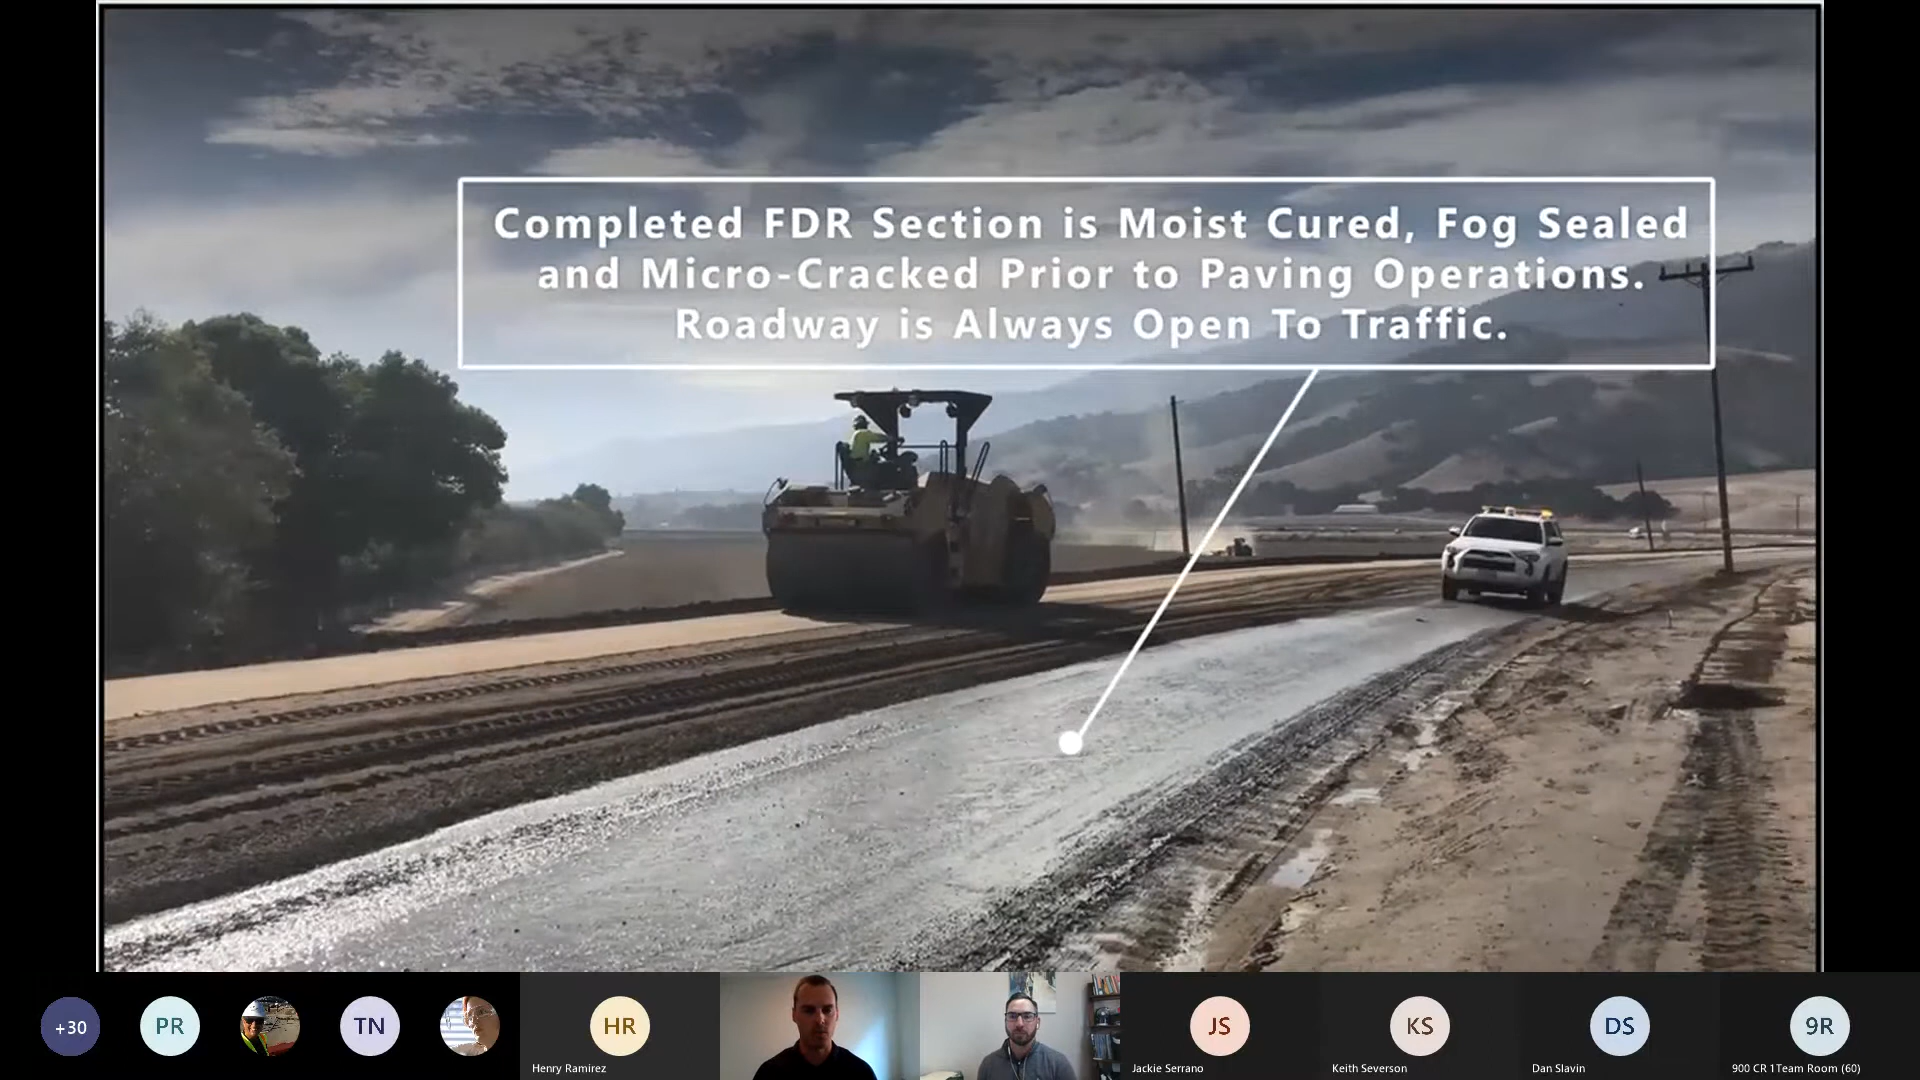 Completed FDR Section is Moist Cured, Fog Sealed
and Micro-Cracked Prior to Paving Operations.
Roadway is Always Open To Traffic.
+30
PR
TN
HR
JS
KS
DS
9R
Henry Ramirez
Jackie Serrano
Keith Severson
Dan Slavin
900 CR 1Team Room (60)